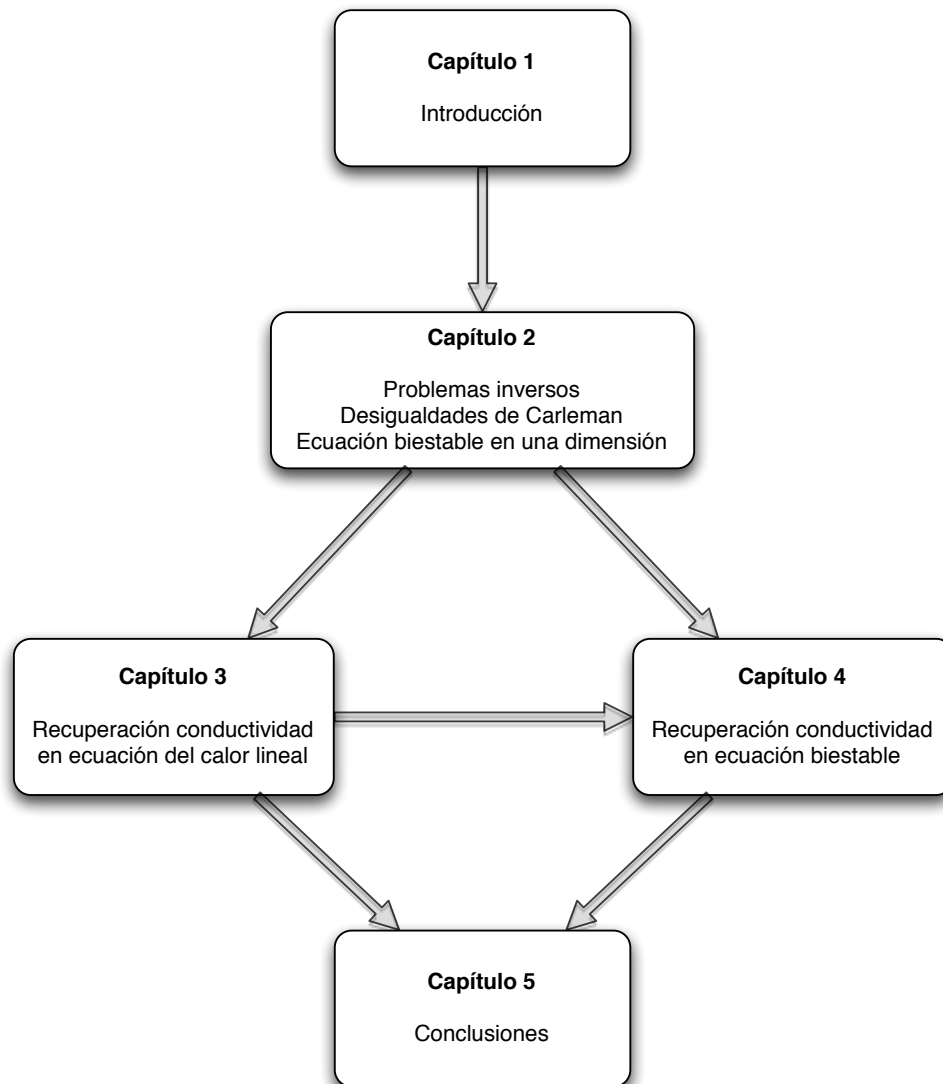 Capítulo 1
Introducción
Capítulo 2
Problemas inversos
Desigualdades de Carleman
Ecuación biestable en una dimensión
Capítulo 3
Recuperación conductividad
en ecuación del calor lineal
Capítulo 4
Recuperación conductividad
en ecuación biestable
Capítulo 5
Conclusiones